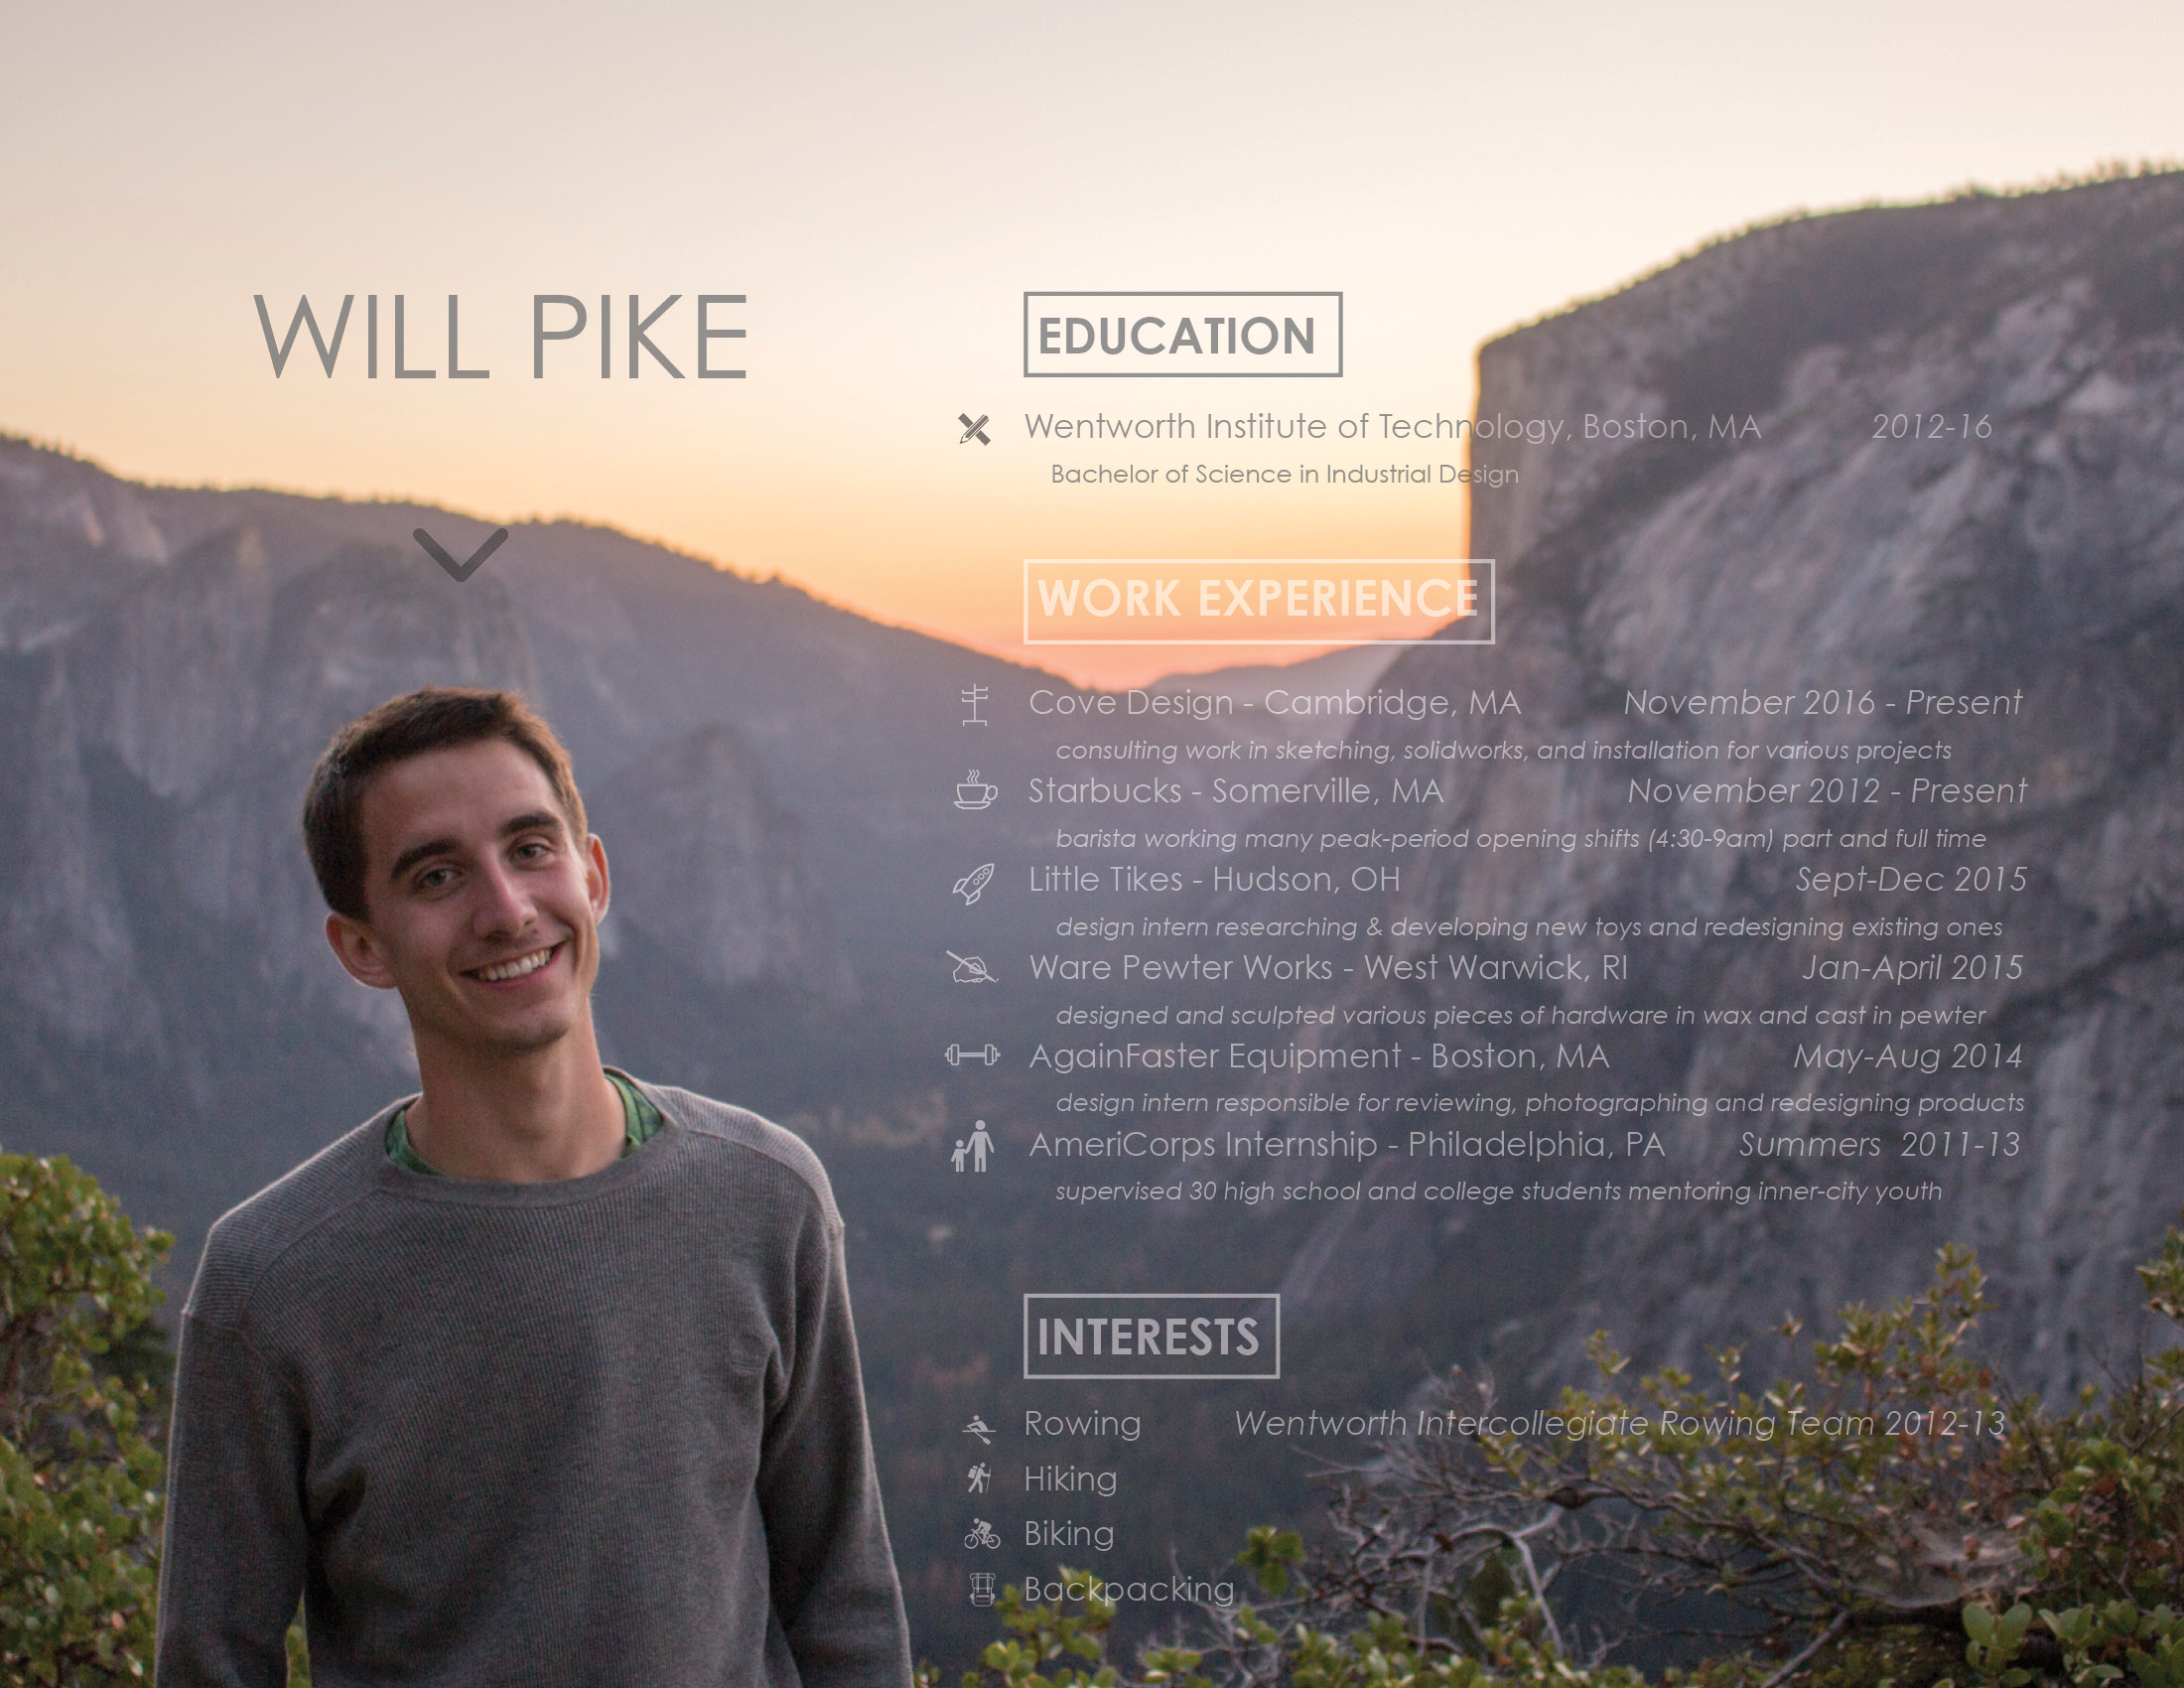 WILL PIKE
EDUCATION
Wentworth Institute of Technology, Boston, MA 2012-16
Bachelor of Science in Industrial Design
WORK EXPERIENCE
Cove Design - Cambridge, MA November 2016 - Present
consulting work in sketching, solidworks, and installation for various projects
Starbucks - Somerville, MA November 2012 - Present
barista working many peak-period opening shifts (4:30-9am) part and full time
Little Tikes - Hudson, OH Sept-Dec 2015
design intern researching & developing new toys and redesigning existing ones
Ware Pewter Works - West Warwick, RI Jan-April 2015
designed and sculpted various pieces of hardware in wax and cast in pewter
AgainFaster Equipment - Boston, MA May-Aug 2014
design intern responsible for reviewing, photographing and redesigning products
AmeriCorps Internship - Philadelphia, PA Summers 2011-13
supervised 30 high school and college students mentoring inner-city youth
INTERESTS
Rowing Wentworth Intercollegiate Rowing Team 2012-13
Hiking
Biking
Backpacking